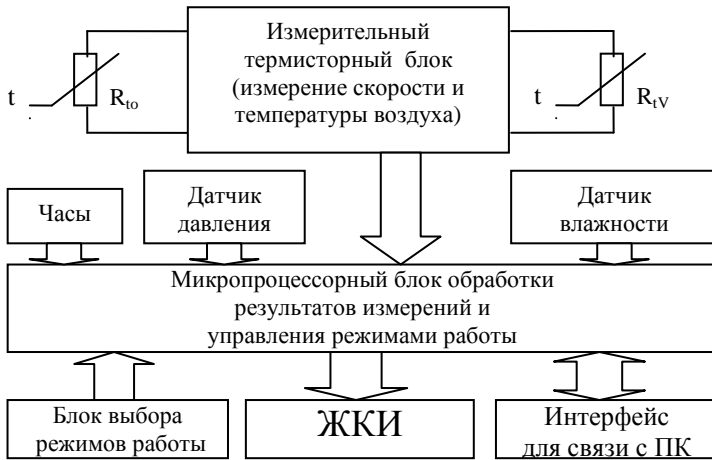 Измерительный
термисторный блок
(измерение скорости и
температуры воздуха)
t
R_to
t
R_tV
Часы
Датчик
давления
Датчик
влажности
Микропроцессорный блок обработки
результатов измерений и
управления режимами работы
Блок выбора
режимов работы
ЖКИ
Интерфейс
для связи с ПК